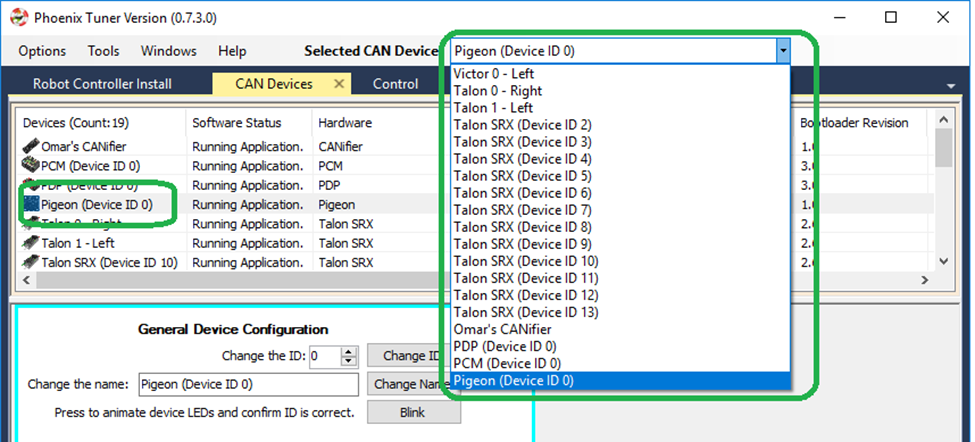 Phoenix Tuner Version (0.7.3.0)
Options Tools Windows Help Selected CAN Device Pigeon (Device ID 0)
Robot Controller Install CAN Devices Control
Devices (Count:19) Software Status Hardware Bootloader Revision
Omar's CANifier Running Application. CANifier 1.
PCM (Device ID 0) Running Application. PCM 3.
PDP (Device ID 0) Running Application. PDP 3.
Pigeon (Device ID 0) Running Application. Pigeon 1.
Talon 0 - Right Running Application. Talon SRX 2.
Talon 1 - Left Running Application. Talon SRX 2.
Talon SRX (Device ID 10) Running Application. Talon SRX 2.
Victor 0 - Left
Talon 0 - Right
Talon 1 - Left
Talon SRX (Device ID 2)
Talon SRX (Device ID 3)
Talon SRX (Device ID 4)
Talon SRX (Device ID 5)
Talon SRX (Device ID 6)
Talon SRX (Device ID 7)
Talon SRX (Device ID 8)
Talon SRX (Device ID 9)
Talon SRX (Device ID 10)
Talon SRX (Device ID 11)
Talon SRX (Device ID 12)
Talon SRX (Device ID 13)
Omar's CANifier
PDP (Device ID 0)
PCM (Device ID 0)
Pigeon (Device ID 0)
General Device Configuration
Change the ID: 0 Change ID
Change the name: Pigeon (Device ID 0) Change Name
Press to animate device LEDs and confirm ID is correct. Blink